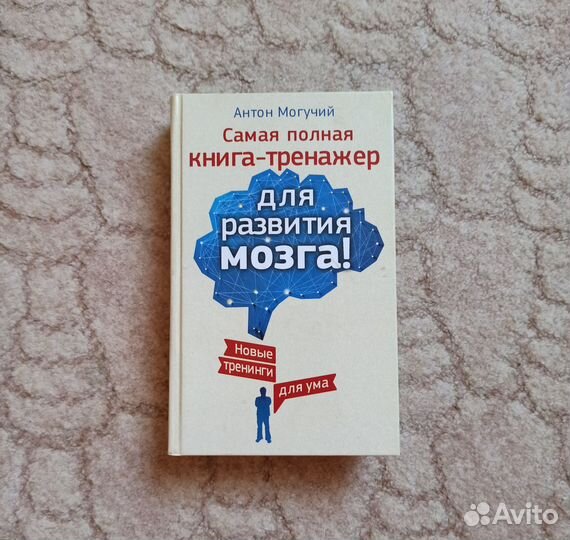 Антон Могучий
Самая полная
книга-тренажер
для
развития
мозга!
Новые
тренинги
для ума
Avito